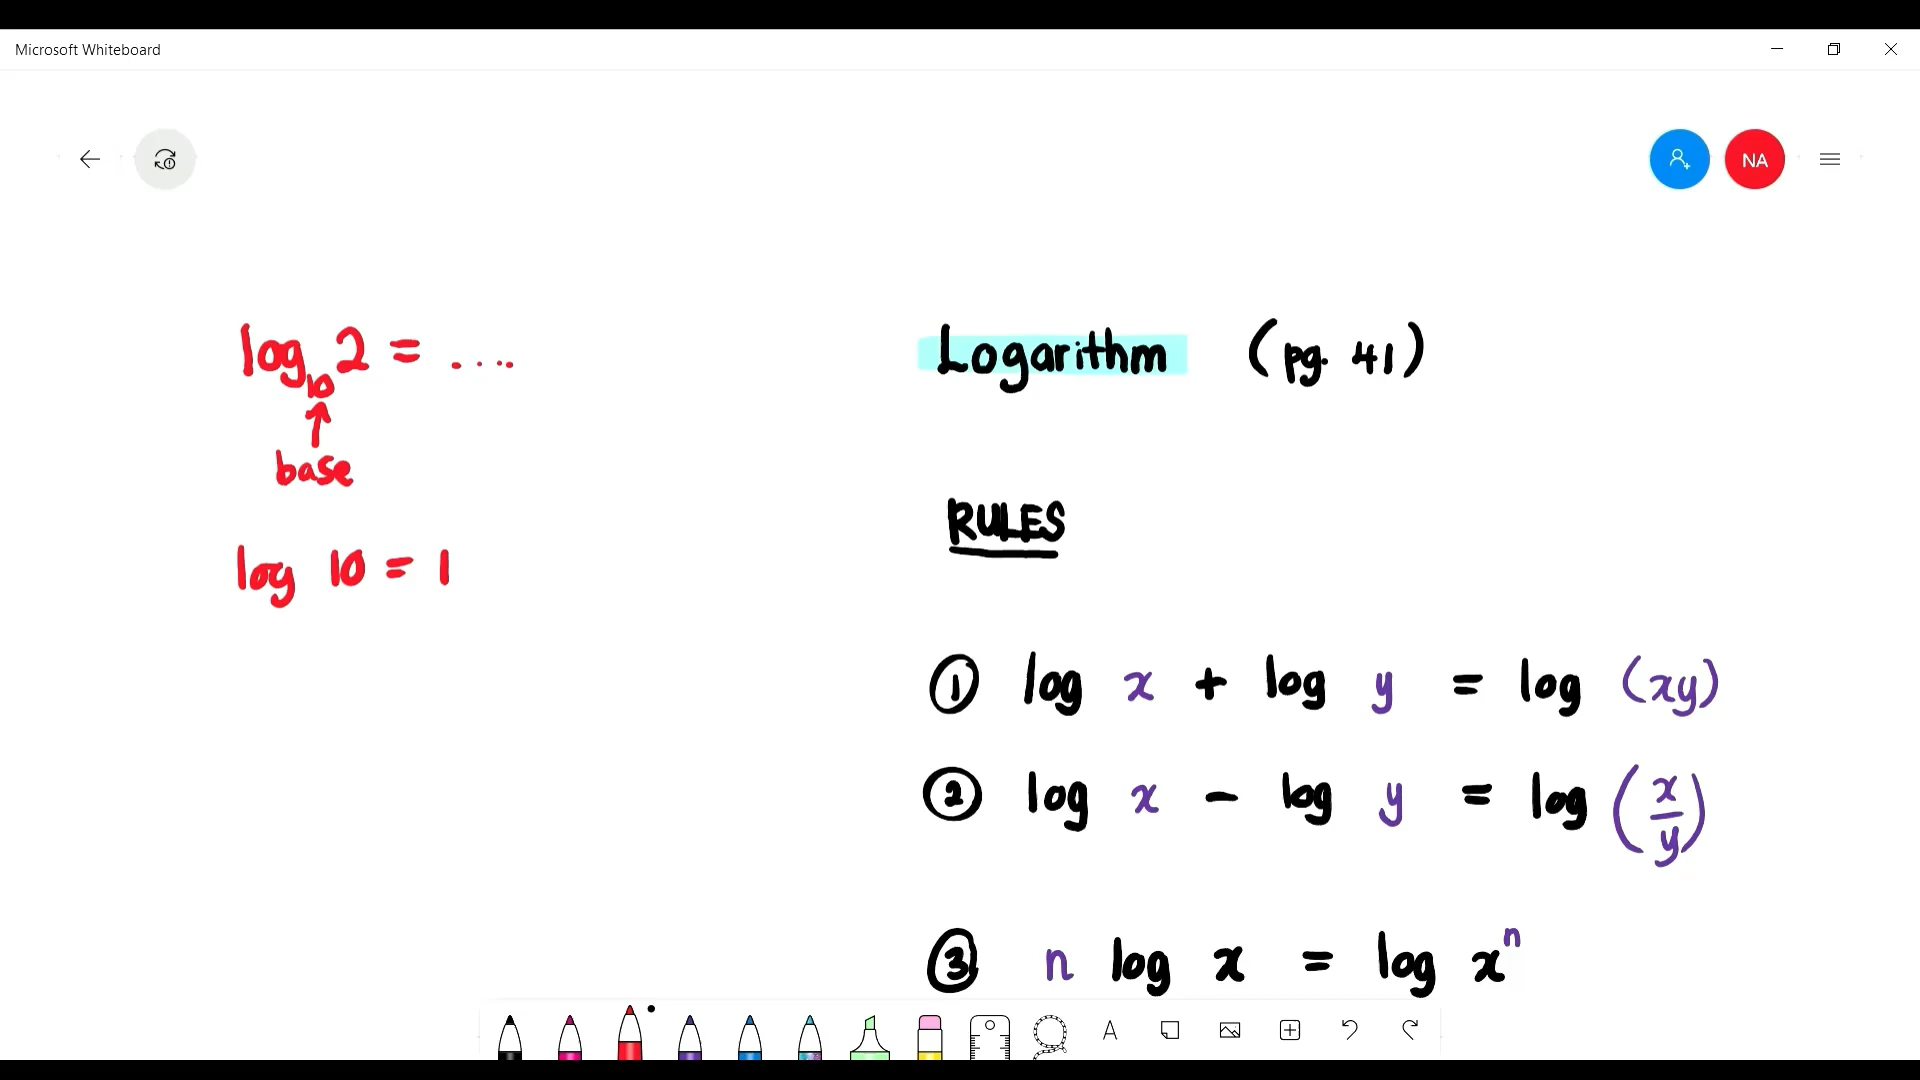 Microsoft Whiteboard
NA
log₁₀ 2 = ....
base
log 10 = 1
Logarithm (pg. 41)
RULES
① log x + log y = log (xy)
② log x - log y = log (x/y)
③ n log x = log xⁿ
A